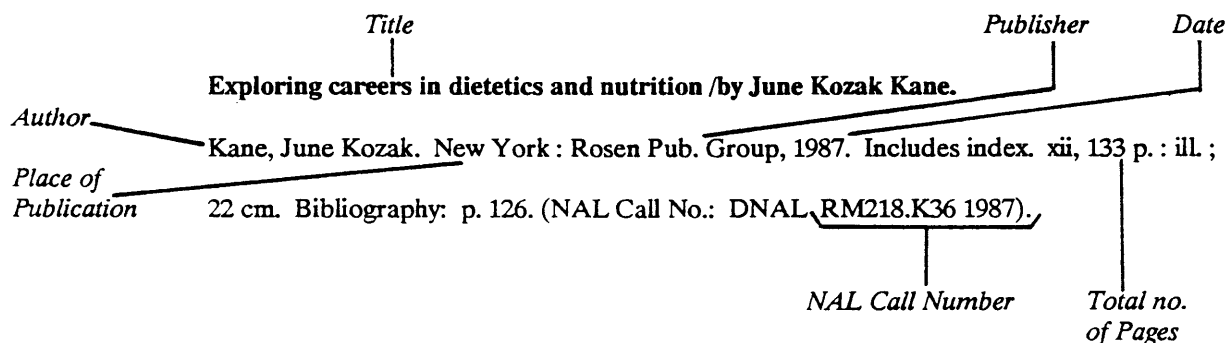 Title
Publisher
Date
Exploring careers in dietetics and nutrition /by June Kozak Kane.
Author
Kane, June Kozak. New York : Rosen Pub. Group, 1987. Includes index. xii, 133 p. : ill. ;
Place of
Publication
22 cm. Bibliography: p. 126. (NAL Call No.: DNAL RM218.K36 1987).
NAL Call Number
Total no.
of Pages